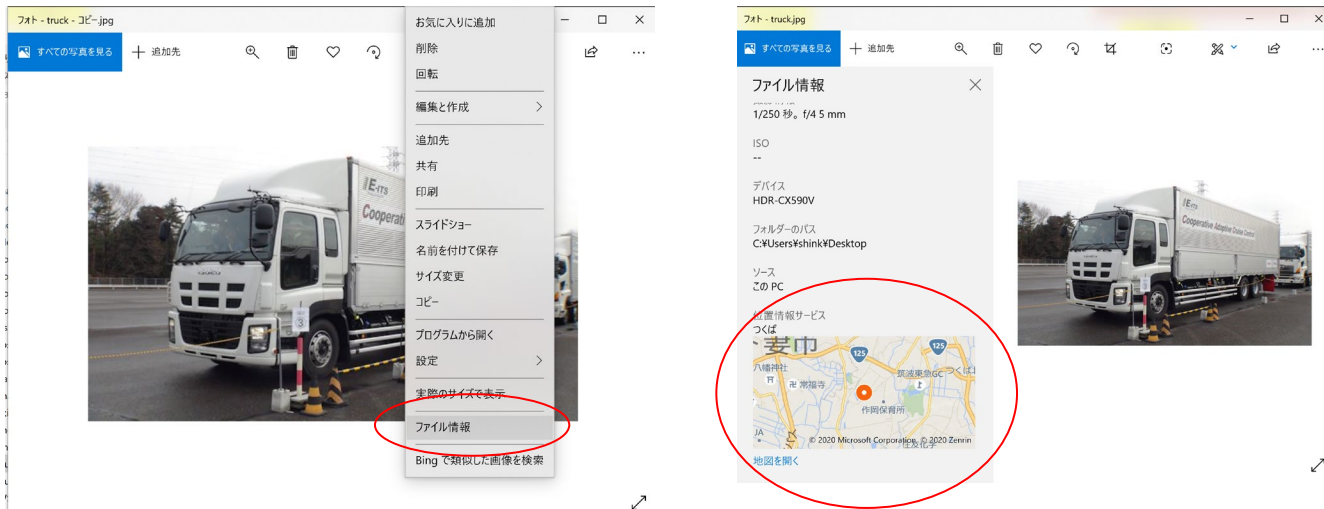 フォト - truck - コピー.jpg
すべての写真を見る
追加先
お気に入りに追加
削除
回転
編集と作成
追加先
共有
印刷
スライドショー
名前を付けて保存
サイズ変更
コピー
プログラムから開く
設定
実際のサイズで表示
ファイル情報
Bing で類似した画像を検索
E-ITS
Cooperati
3
フォト - truck.jpg
すべての写真を見る
追加先
ファイル情報
1/250 秒。f/4 5 mm
ISO
--
デバイス
HDR-CX590V
フォルダーのパス
C:¥Users¥shink¥Desktop
ソース
この PC
位置情報サービス
つくば
妻市
125
125
八幡神社
卍 常福寺
筑波東急GC
つくば
作岡保育所
JA
© 2020 Microsoft Corporation, © 2020 Zenrin
地図を開く
E-ITS
Cooperative Adaptive Cruise Control